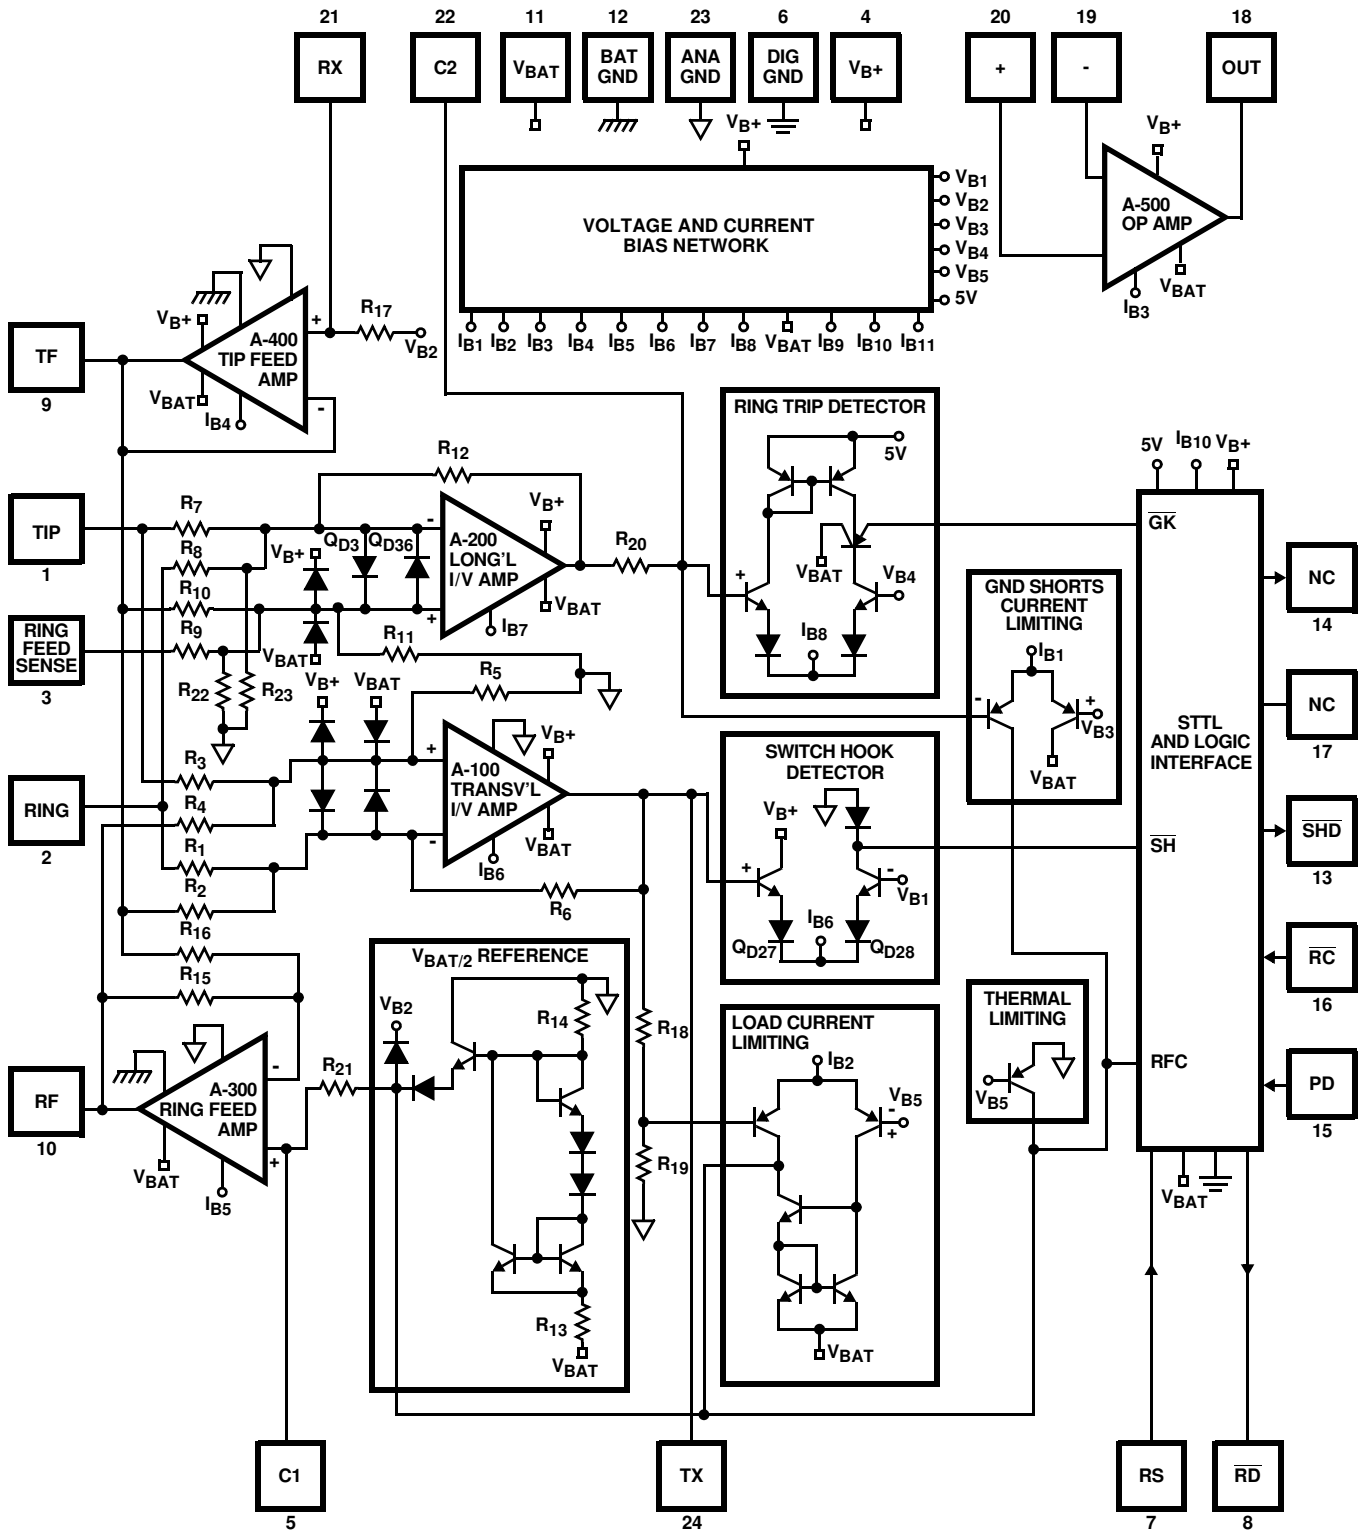 21 22 11 12 23 6 4 20 19 18
RX C2 VBAT BAT GND ANA GND DIG GND VB+ + - OUT
VB+
VB+
VOLTAGE AND CURRENT
BIAS NETWORK
VB1
VB2
VB3
VB4
VB5
5V
A-500
OP AMP
VBAT
IB3
IB1 IB2 IB3 IB4 IB5 IB6 IB7 IB8 VBAT IB9 IB10 IB11
R17
VB+
+
VB2
A-400
TIP FEED
AMP
VBAT
-
IB4
TF
9
RING TRIP DETECTOR
5V
VBAT
VB4
+
IB8
5V IB10 VB+
R12
TIP
1
R7
R8
R10
R9
VB+
QD3
QD36
-
A-200
LONG'L
I/V AMP
+
VB+
VBAT
IB7
R20
RING
FEED
SENSE
3
VBAT
R11
R22
R23
R5
GND SHORTS
CURRENT
LIMITING
IB1
-
+
VB3
VBAT
GK
STTL
AND LOGIC
INTERFACE
SH
RFC
NC
14
NC
17
SHD
13
RC
16
PD
15
VB+
VBAT
+
A-100
TRANSV'L
I/V AMP
-
VB+
VBAT
IB6
R3
R4
R1
R2
R16
R15
RING
2
R6
SWITCH HOOK
DETECTOR
VB+
+
-
VB1
IB6
QD27
QD28
VBAT/2 REFERENCE
VB2
R14
R13
VBAT
R18
R19
LOAD CURRENT
LIMITING
IB2
VB5
-
+
VBAT
THERMAL
LIMITING
VB5
RF
10
A-300
RING FEED
AMP
-
+
VBAT
IB5
R21
VBAT
C1
5
TX
24
RS
7
RD
8